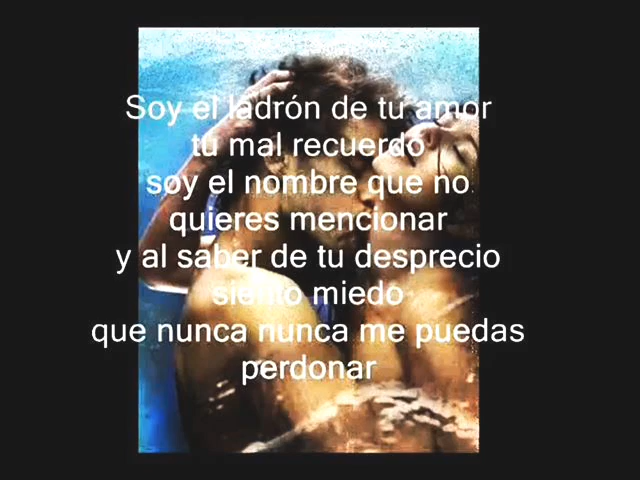 Soy el ladrón de tu amor
tu mal recuerdo
soy el nombre que no
quieres mencionar
y al saber de tu desprecio
siento miedo
que nunca nunca me puedas
perdonar